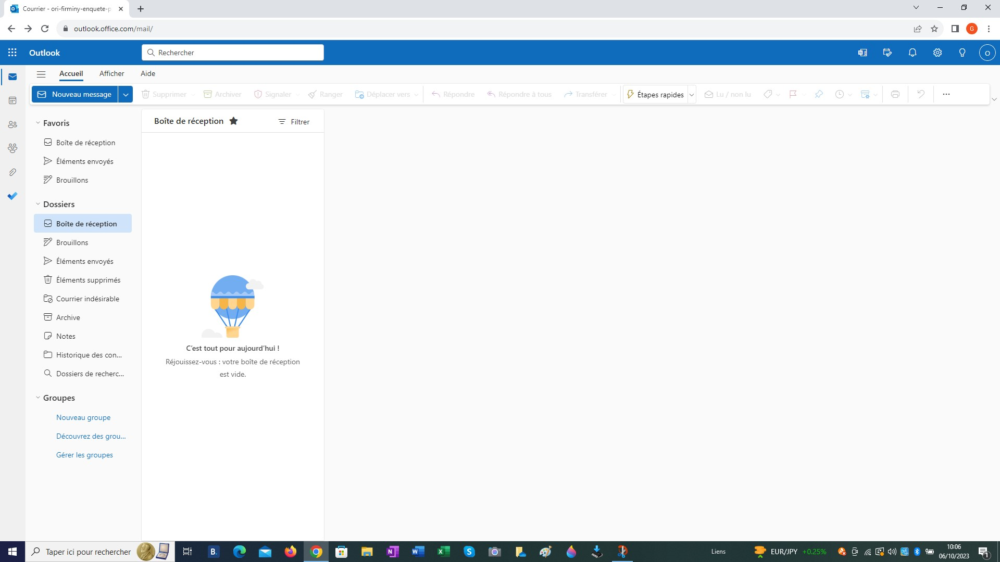 Courrier - ori-firminy-enquete-p
outlook.office.com/mail/
G
Outlook
Rechercher
O
Accueil
Afficher
Aide
Nouveau message
Supprimer
Archiver
Signaler
Ranger
Déplacer vers
Répondre
Répondre à tous
Transférer
Étapes rapides
Lu / non lu
Favoris
Boîte de réception
Éléments envoyés
Brouillons
Dossiers
Boîte de réception
Brouillons
Éléments envoyés
Éléments supprimés
Courrier indésirable
Archive
Notes
Historique des con...
Dossiers de recherc...
Groupes
Nouveau groupe
Découvrez des grou...
Gérer les groupes
Boîte de réception
Filtrer
C'est tout pour aujourd'hui !
Réjouissez-vous : votre boîte de réception
est vide.
Taper ici pour rechercher
B.
Liens
EUR/JPY +0.25%
10:06
06/10/2023
1